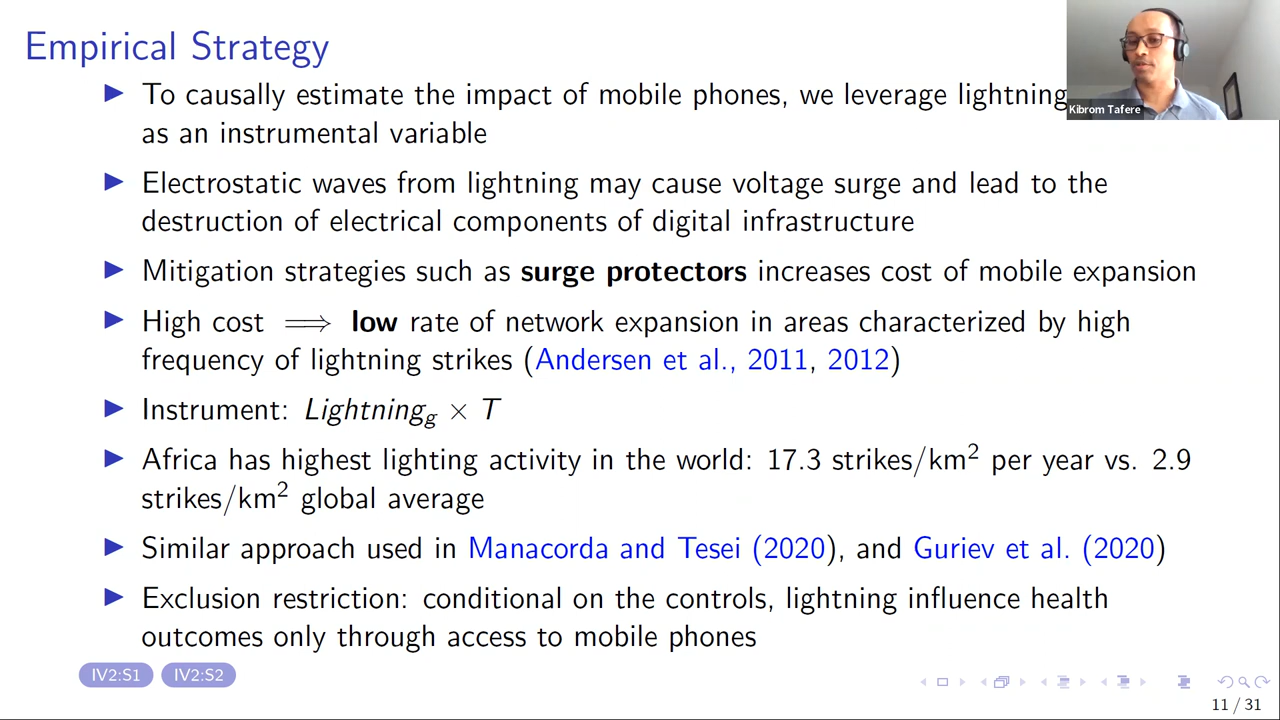 Empirical Strategy
To causally estimate the impact of mobile phones, we leverage lightning
as an instrumental variable
Electrostatic waves from lightning may cause voltage surge and lead to the
destruction of electrical components of digital infrastructure
Mitigation strategies such as surge protectors increases cost of mobile expansion
High cost ⟹ low rate of network expansion in areas characterized by high
frequency of lightning strikes (Andersen et al., 2011, 2012)
Instrument: Lightning_g × T
Africa has highest lighting activity in the world: 17.3 strikes/km² per year vs. 2.9
strikes/km² global average
Similar approach used in Manacorda and Tesei (2020), and Guriev et al. (2020)
Exclusion restriction: conditional on the controls, lightning influence health
outcomes only through access to mobile phones
IV2:S1 IV2:S2
11 / 31
Kibrom Tafere